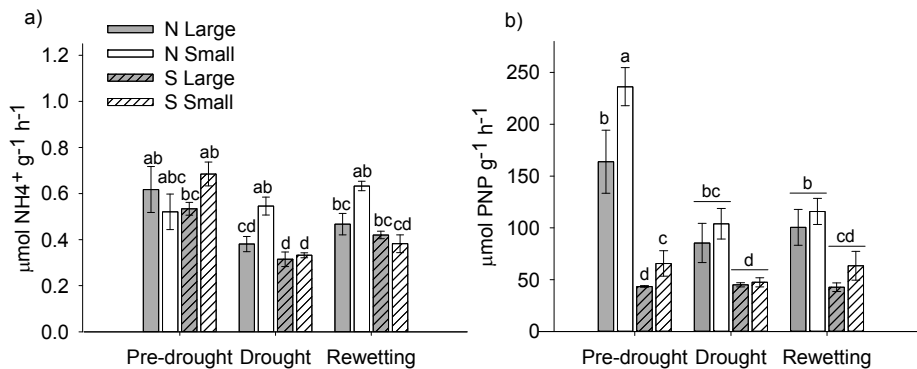 a)
N Large
N Small
S Large
S Small
μmol NH4+ g-1 h-1
1.2
1.0
0.8
0.6
0.4
0.2
0.0
ab
abc
bc
ab
cd
ab
d
d
bc
ab
bc
cd
Pre-drought Drought Rewetting
b)
μmol PNP g-1 h-1
250
200
150
100
50
0
b
a
d
c
bc
d
b
cd
Pre-drought Drought Rewetting